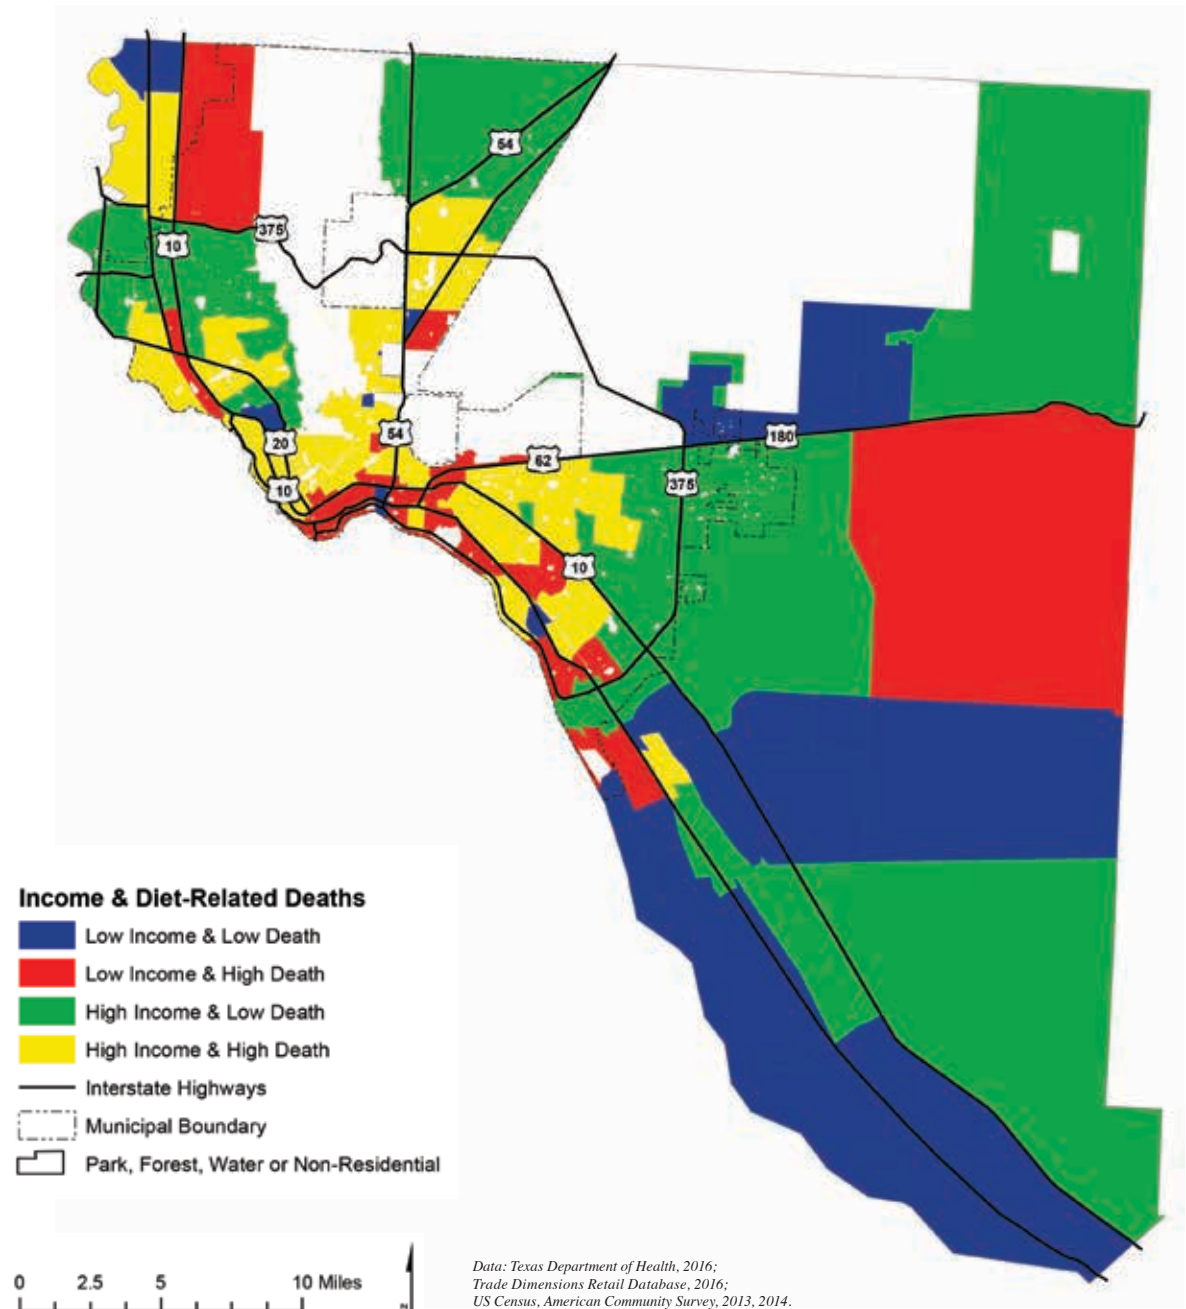 54
375
10
180
20
54
62
375
10
10
Income & Diet-Related Deaths
Low Income & Low Death
Low Income & High Death
High Income & Low Death
High Income & High Death
Interstate Highways
Municipal Boundary
Park, Forest, Water or Non-Residential
0 2.5 5 10 Miles
Data: Texas Department of Health, 2016;
Trade Dimensions Retail Database, 2016;
US Census, American Community Survey, 2013, 2014.